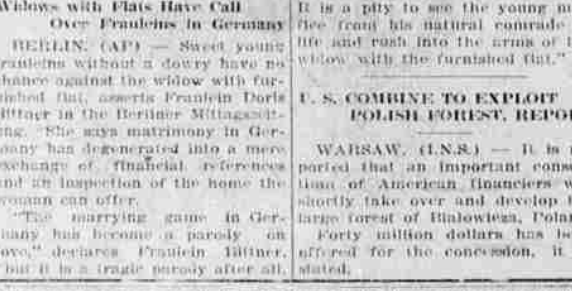 Widows with Flats Have Call
Over Frauleins in Germany
BERLIN. (AP) — Sweet young
frauleins without a dowry have no
chance against the widow with fur-
nished flat, asserts Fraulein Doris
Bittner in the Berliner Mittagszeit-
ung. She says matrimony in Ger-
many has degenerated into a mere
exchange of financial references
and an inspection of the home the
woman can offer.
"The marrying game in Ger-
many has become a parody on
love," declares Fraulein Bittner,
"but it is a tragic parody after all.
It is a pity to see the young
flee from his natural comrade
life and rush into the arms of
widow with the furnished flat."
U. S. COMBINE TO EXPLOIT
POLISH FOREST,
WARSAW. (I.N.S.) — It is
ported that an important
tium of American financiers
shortly take over and develop
large forest of Bialowieza,
Forty million dollars has
offered for the concession, it
stated.